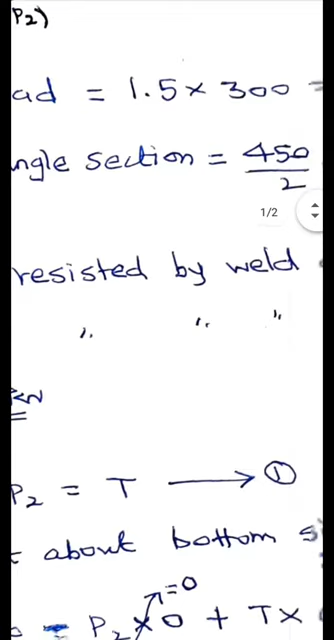 P2)
ad = 1.5 × 300 =
ngle section = 450/2
1/2
resisted by weld
〃 〃 〃
KN
P2 = T ⟶ ①
t about bottom s
= 0
= P2 × 0 + T×